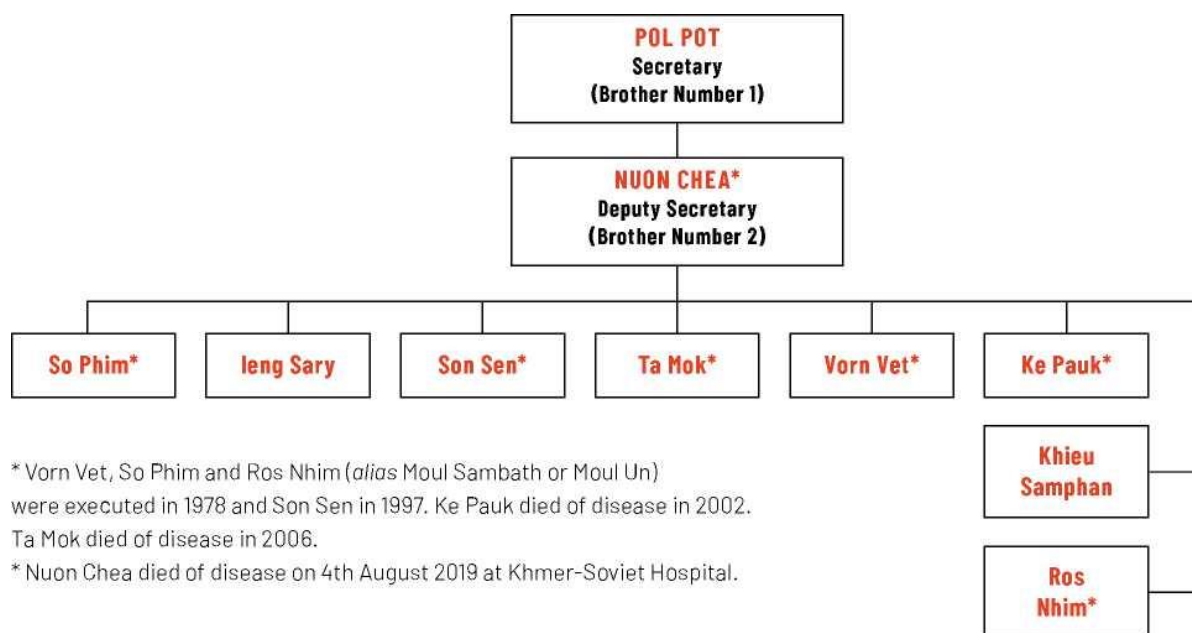 POL POT
Secretary
(Brother Number 1)
NUON CHEA*
Deputy Secretary
(Brother Number 2)
So Phim*
Ieng Sary
Son Sen*
Ta Mok*
Vorn Vet*
Ke Pauk*
Khieu
Samphan
Ros
Nhim*
* Vorn Vet, So Phim and Ros Nhim (alias Moul Sambath or Moul Un)
were executed in 1978 and Son Sen in 1997. Ke Pauk died of disease in 2002.
Ta Mok died of disease in 2006.
* Nuon Chea died of disease on 4th August 2019 at Khmer-Soviet Hospital.